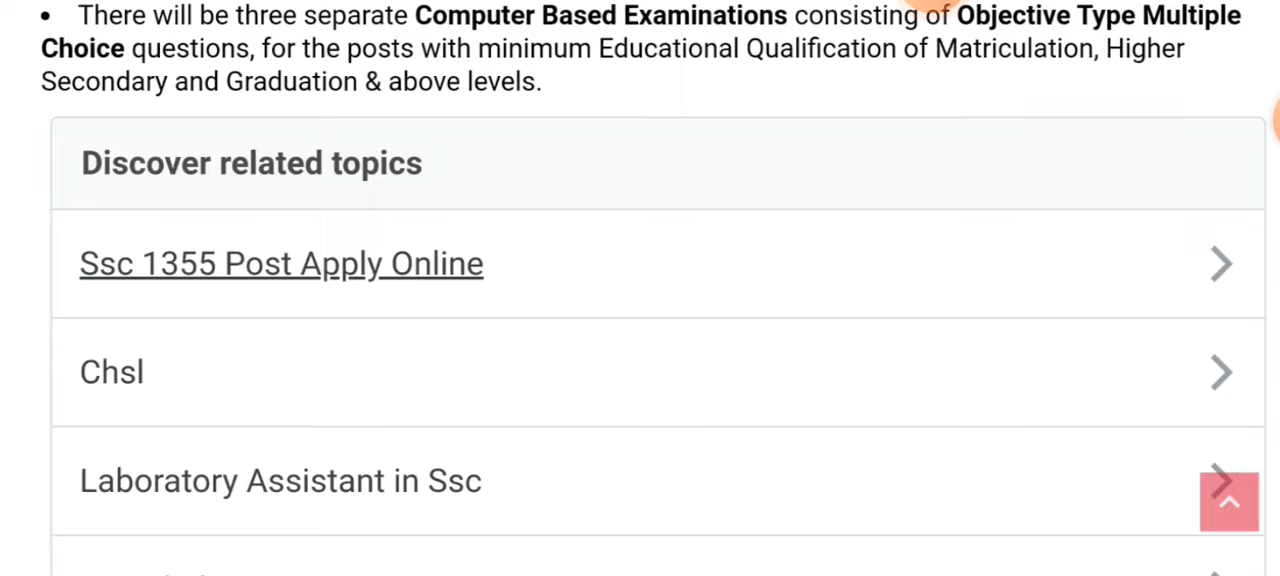 • There will be three separate Computer Based Examinations consisting of Objective Type Multiple
Choice questions, for the posts with minimum Educational Qualification of Matriculation, Higher
Secondary and Graduation & above levels.
Discover related topics
Ssc 1355 Post Apply Online
Chsl
Laboratory Assistant in Ssc